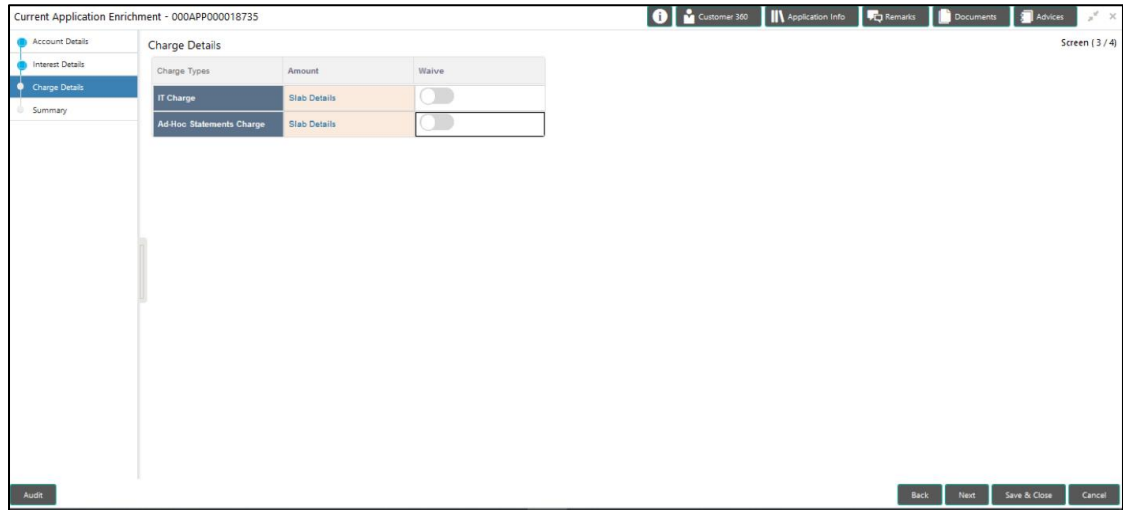 Current Application Enrichment - 000APP000018735
i Customer 360 Application Info Remarks Documents Advices
Account Details
Interest Details
Charge Details
Summary
Charge Details
Screen ( 3 / 4)
Charge Types Amount Waive
IT Charge Slab Details
Ad-Hoc Statements Charge Slab Details
Audit
Back Next Save & Close Cancel